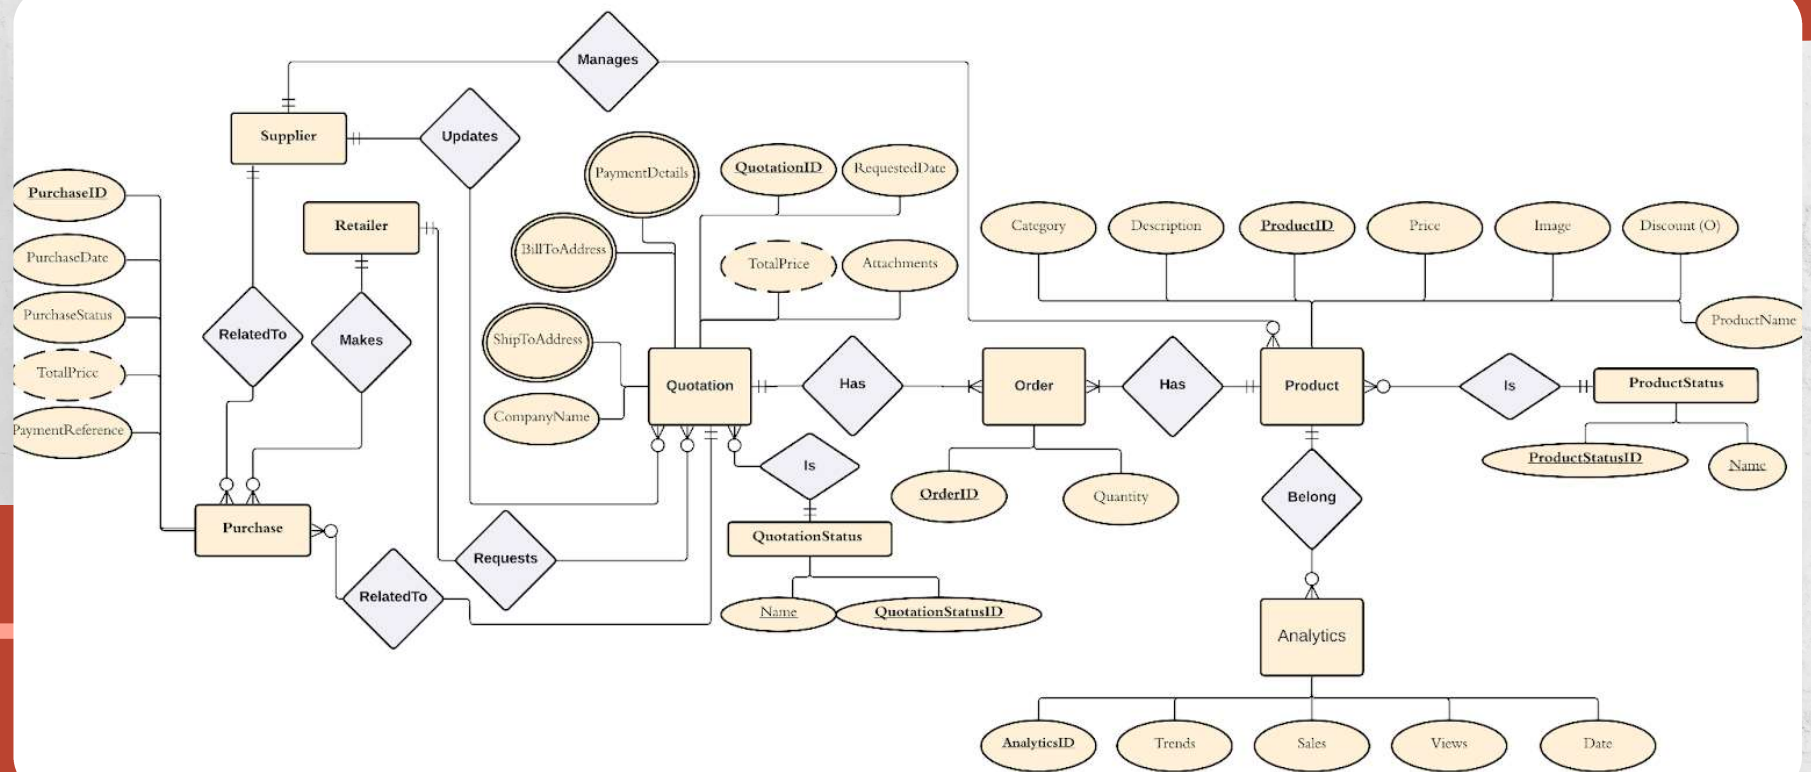 Manages
Supplier
Updates
PaymentDetails
QuotationID
RequestedDate
PurchaseID
Retailer
BillToAddress
TotalPrice
Attachments
Category
Description
ProductID
Price
Image
Discount (O)
PurchaseDate
PurchaseStatus
ProductName
RelatedTo
Makes
ShipToAddress
TotalPrice
Quotation
Has
Order
Has
Product
Is
ProductStatus
CompanyName
PaymentReference
Is
ProductStatusID
Name
OrderID
Quantity
Belong
Purchase
QuotationStatus
Requests
RelatedTo
Name
QuotationStatusID
Analytics
AnalyticsID
Trends
Sales
Views
Date